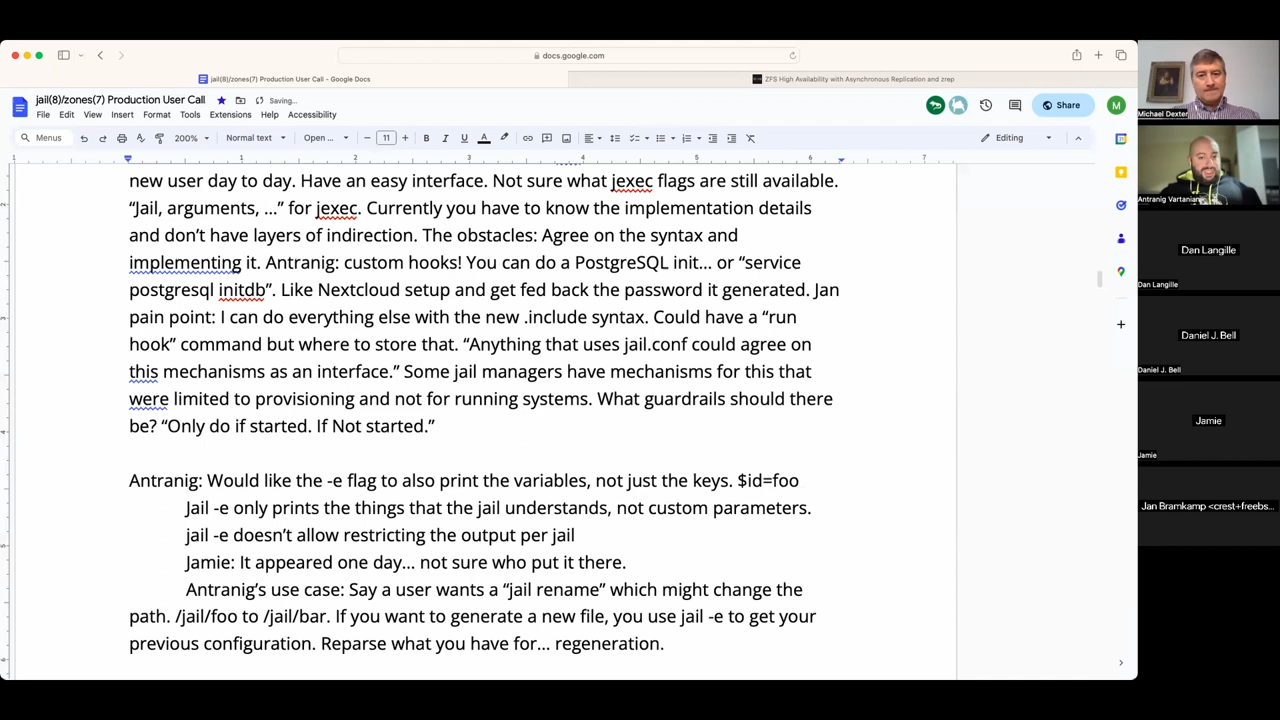 docs.google.com
jail(8)/zones(7) Production User Call - Google Docs
ZFS High Availability with Asynchronous Replication and zrep
jail(8)/zones(7) Production User Call
Saving...
File Edit View Insert Format Tools Extensions Help Accessibility
Share
M
Menus
200%
Normal text
Open ...
11
B I U A
Editing
1 1 2 3 4 5 6 7
new user day to day. Have an easy interface. Not sure what jexec flags are still available.
“Jail, arguments, ...” for jexec. Currently you have to know the implementation details
and don’t have layers of indirection. The obstacles: Agree on the syntax and
implementing it. Antranig: custom hooks! You can do a PostgreSQL init... or “service
postgresql initdb”. Like Nextcloud setup and get fed back the password it generated. Jan
pain point: I can do everything else with the new .include syntax. Could have a “run
hook” command but where to store that. “Anything that uses jail.conf could agree on
this mechanisms as an interface.” Some jail managers have mechanisms for this that
were limited to provisioning and not for running systems. What guardrails should there
be? “Only do if started. If Not started.”
Antranig: Would like the -e flag to also print the variables, not just the keys. $id=foo
Jail -e only prints the things that the jail understands, not custom parameters.
jail -e doesn’t allow restricting the output per jail
Jamie: It appeared one day... not sure who put it there.
Antranig’s use case: Say a user wants a “jail rename” which might change the
path. /jail/foo to /jail/bar. If you want to generate a new file, you use jail -e to get your
previous configuration. Reparse what you have for... regeneration.
Michael Dexter
Antranig Vartanian
Dan Langille
Dan Langille
Daniel J. Bell
Daniel J. Bell
Jamie
Jamie
Jan Bramkamp <crest+freebs...